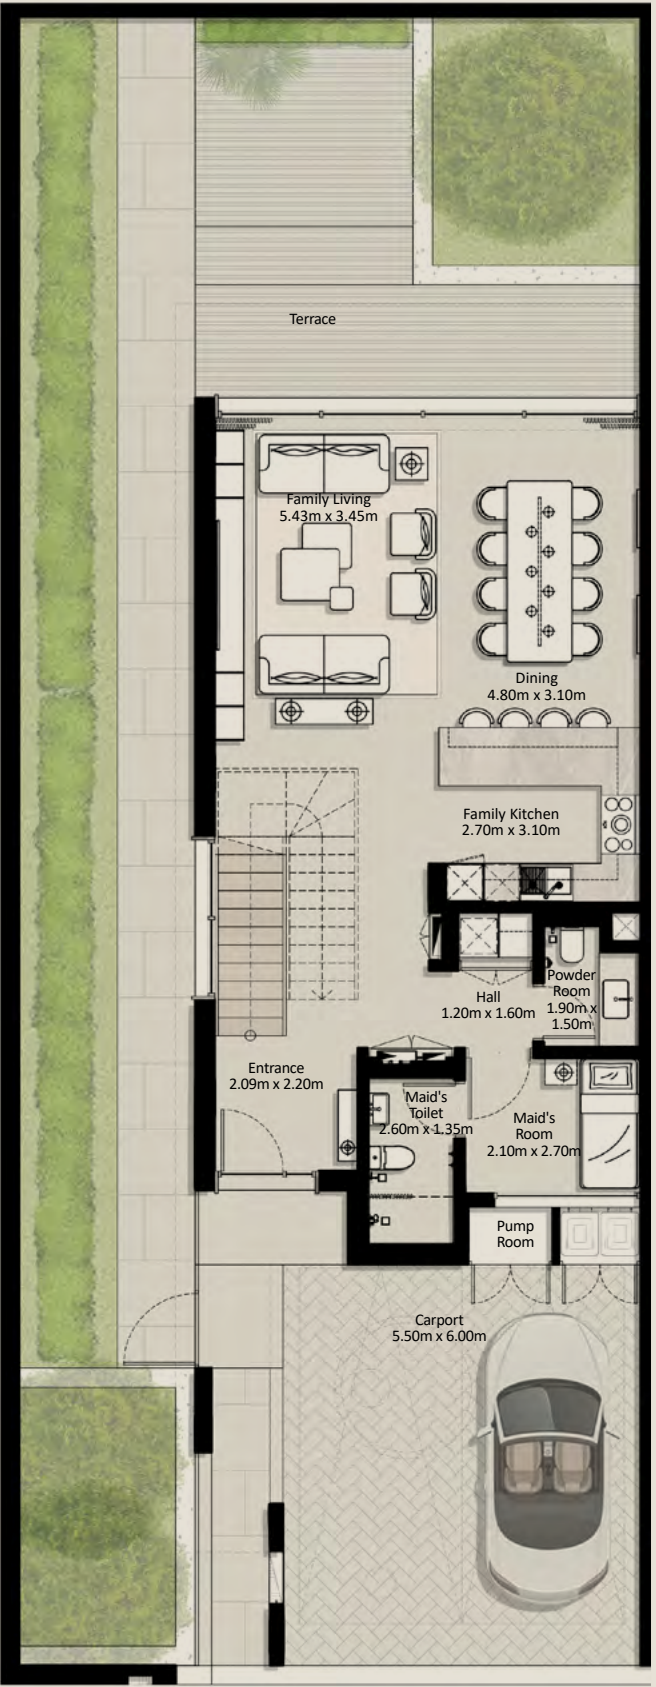 Terrace
Family Living
5.43m x 3.45m
Dining
4.80m x 3.10m
Family Kitchen
2.70m x 3.10m
Powder
Room
1.90m x
1.50m
Hall
1.20m x 1.60m
Entrance
2.09m x 2.20m
Maid's
Toilet
2.60m x 1.35m
Maid's
Room
2.10m x 2.70m
Pump
Room
Carport
5.50m x 6.00m